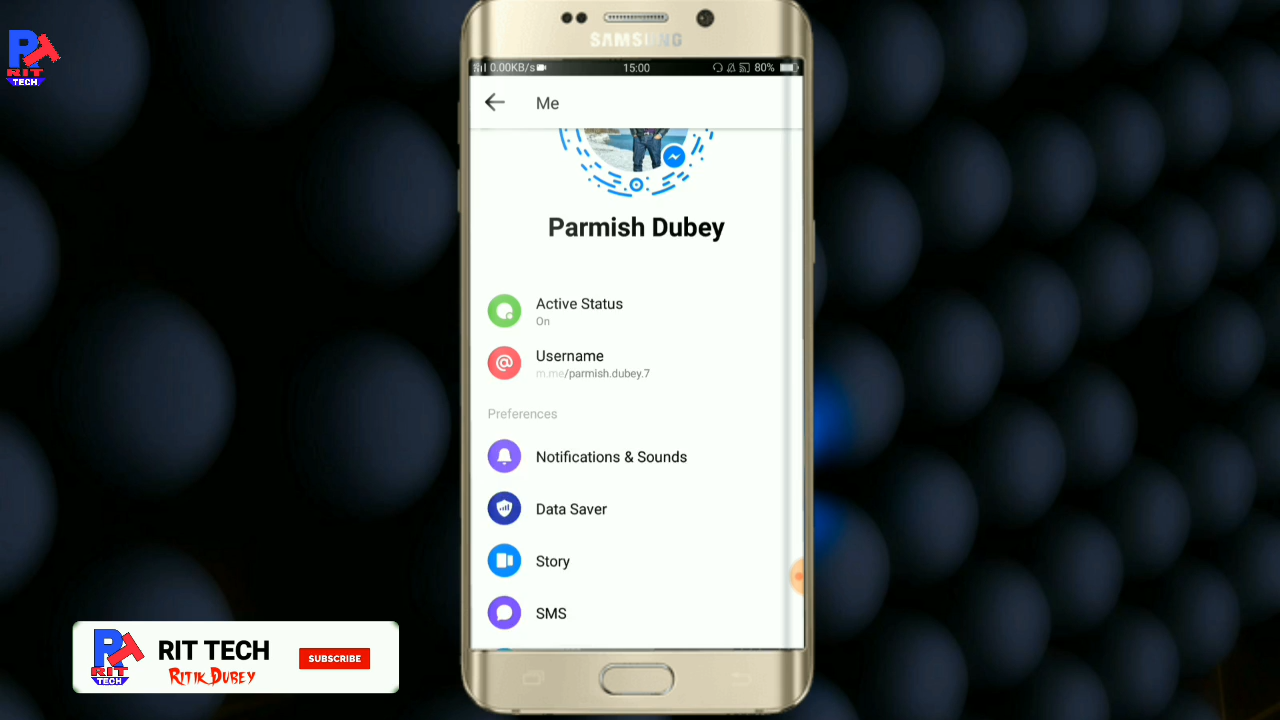 RIT
TECH
SAMSUNG
0.00KB/s 15:00 80%
Me
Parmish Dubey
Active Status
On
Username
m.me/parmish.dubey.7
Preferences
Notifications & Sounds
Data Saver
Story
SMS
RIT
TECH
RIT TECH
Ritik Dubey
SUBSCRIBE